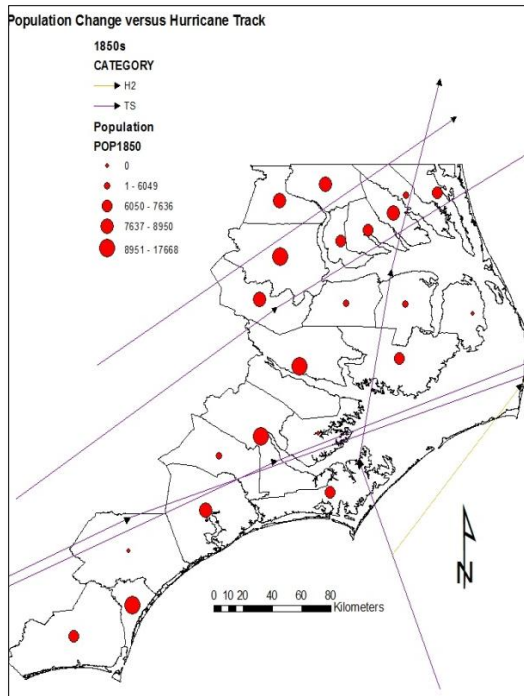 Population Change versus Hurricane Track
1850s
CATEGORY
H2
TS
Population
POP1850
0
1 - 6049
6050 - 7636
7637 - 8950
8951 - 17668
N
0 10 20 40 60 80
Kilometers